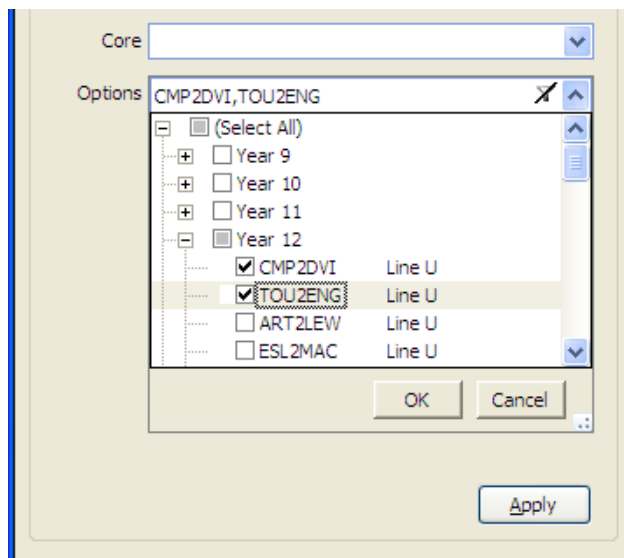 Core
Options CMP2DVI,TOU2ENG
(Select All)
Year 9
Year 10
Year 11
Year 12
CMP2DVI Line U
TOU2ENG Line U
ART2LEW Line U
ESL2MAC Line U
OK Cancel
Apply